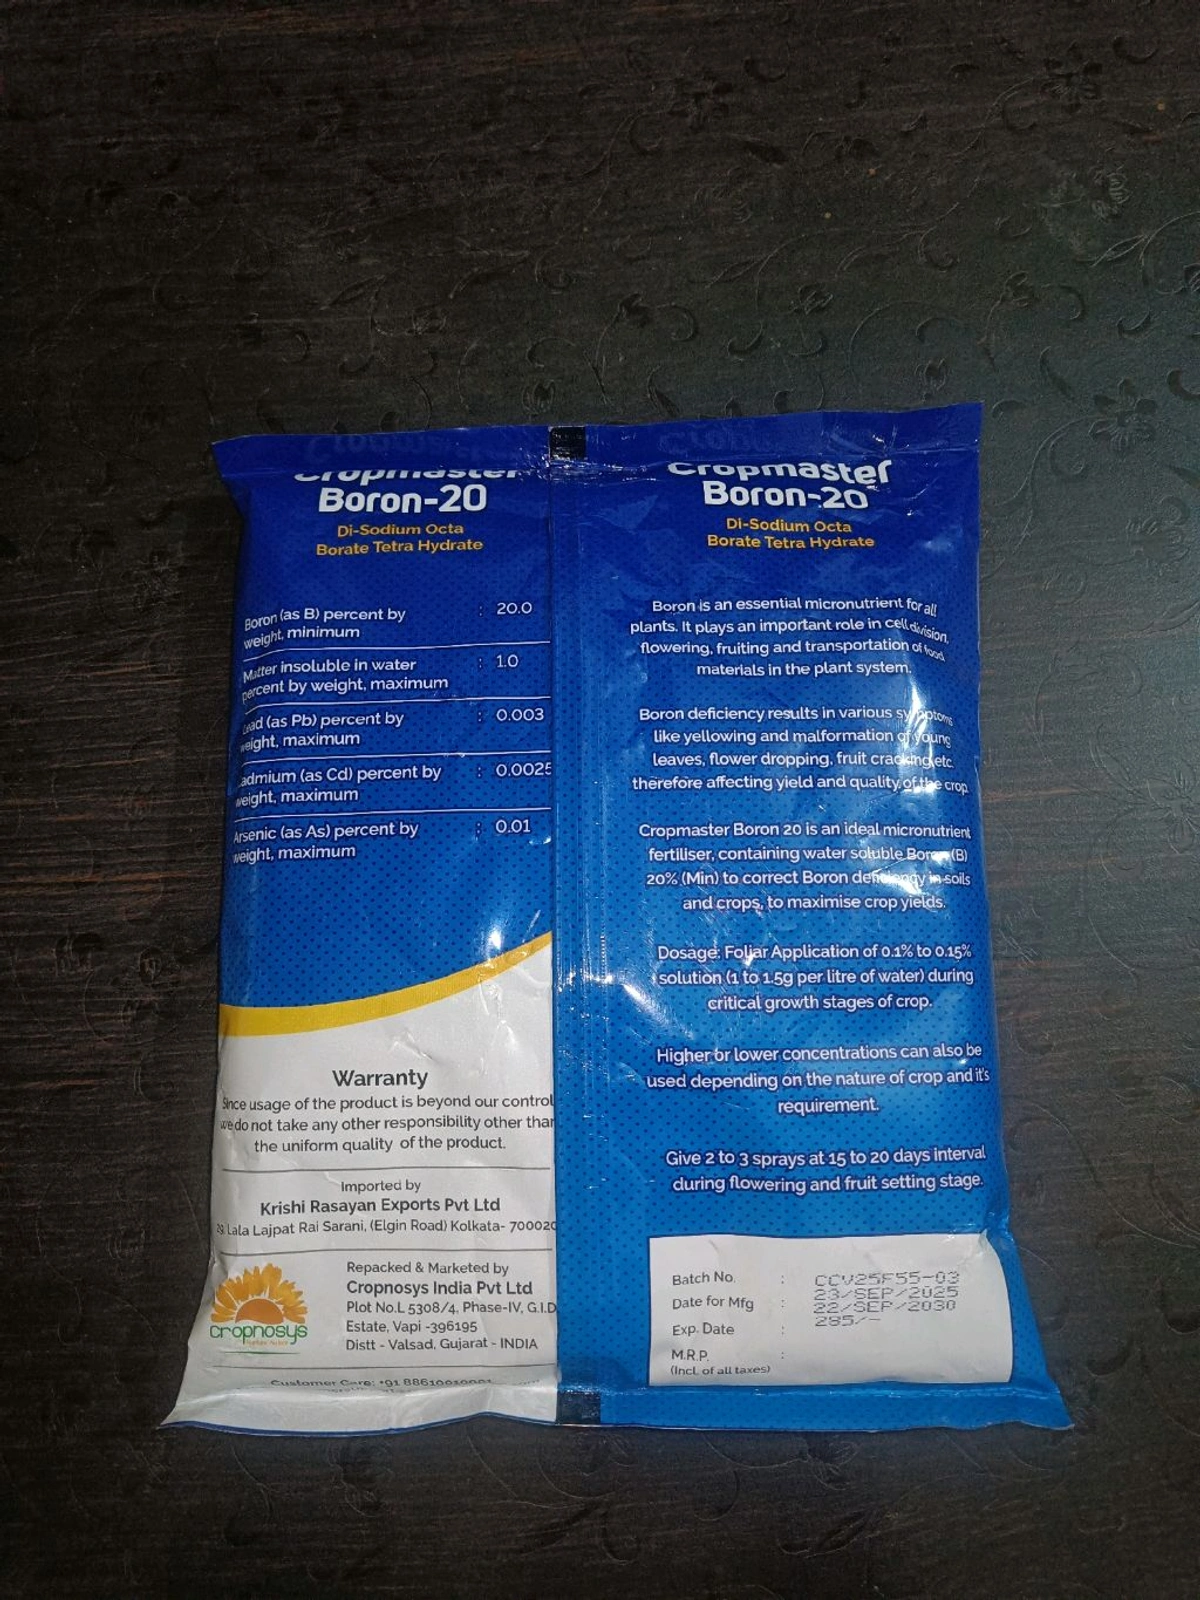 Cropmaster
Boron-20
Di-Sodium Octa
Borate Tetra Hydrate
Boron (as B) percent by : 20.0
weight, minimum
Matter insoluble in water : 1.0
percent by weight, maximum
Lead (as Pb) percent by : 0.003
weight, maximum
Cadmium (as Cd) percent by : 0.0025
weight, maximum
Arsenic (as As) percent by : 0.01
weight, maximum
Warranty
Since usage of the product is beyond our control
we do not take any other responsibility other than
the uniform quality of the product.
Imported by
Krishi Rasayan Exports Pvt Ltd
29, Lala Lajpat Rai Sarani, (Elgin Road) Kolkata- 700020
cropnosys
Repacked & Marketed by
Cropnosys India Pvt Ltd
Plot No.L 5308/4, Phase-IV, G.I.D
Estate, Vapi -396195
Distt - Valsad, Gujarat - INDIA
Customer Care: +91
Cropmaster
Boron-20
Di-Sodium Octa
Borate Tetra Hydrate
Boron is an essential micronutrient for all
plants. It plays an important role in cell division,
flowering, fruiting and transportation of food
materials in the plant system.
Boron deficiency results in various symptoms
like yellowing and malformation of young
leaves, flower dropping, fruit cracking etc.
therefore affecting yield and quality of the crop.
Cropmaster Boron 20 is an ideal micronutrient
fertiliser, containing water soluble Boron (B)
20% (Min) to correct Boron deficiency in soils
and crops, to maximise crop yields.
Dosage: Foliar Application of 0.1% to 0.15%
solution (1 to 1.5g per litre of water) during
critical growth stages of crop.
Higher or lower concentrations can also be
used depending on the nature of crop and it's
requirement.
Give 2 to 3 sprays at 15 to 20 days interval
during flowering and fruit setting stage.
Batch No. : CCV25F55-03
Date for Mfg : 23/SEP/2025
Exp. Date : 22/SEP/2030
M.R.P. : 285/-
(Incl. of all taxes)